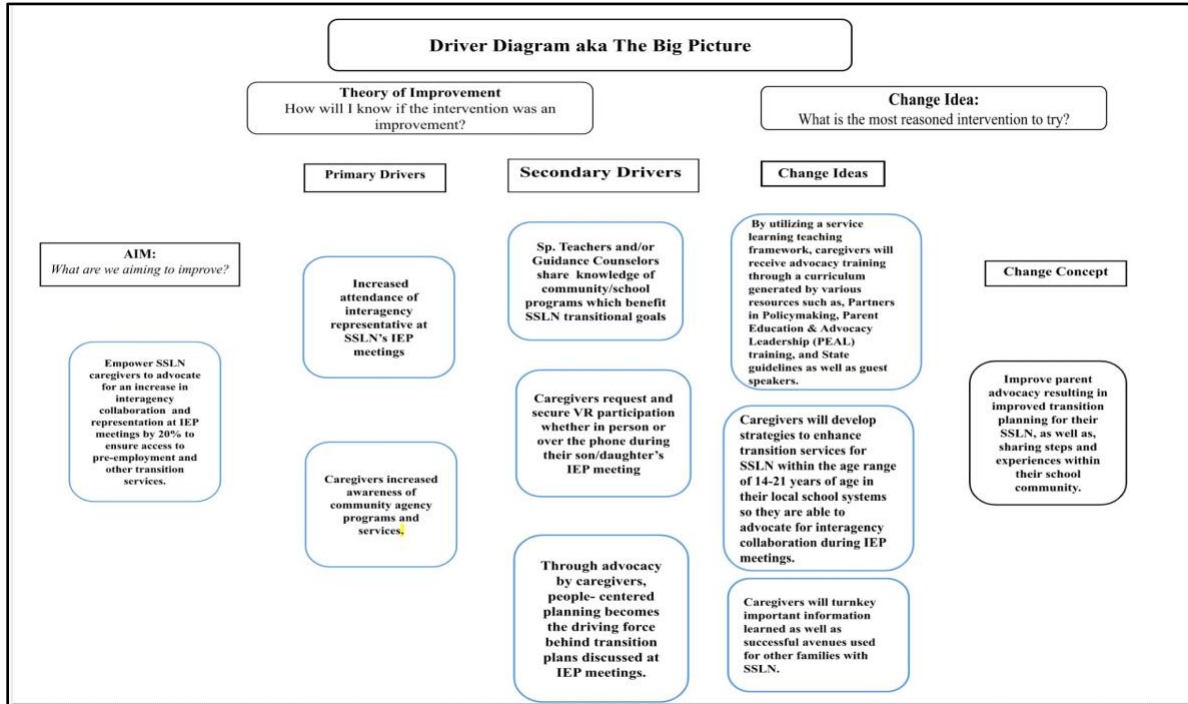 Driver Diagram aka The Big Picture
Theory of Improvement
How will I know if the intervention was an
improvement?
Change Idea:
What is the most reasoned intervention to try?
AIM:
What are we aiming to improve?
Empower SSLN
caregivers to advocate
for an increase in
interagency
collaboration and
representation at IEP
meetings by 20% to
ensure access to
pre-employment and
other transition
services.
Primary Drivers
Increased
attendance of
interagency
representative at
SSLN's IEP
meetings
Caregivers increased
awareness of
community agency
programs and
services.
Secondary Drivers
Sp. Teachers and/or
Guidance Counselors
share knowledge of
community/school
programs which benefit
SSLN transitional goals
Caregivers request and
secure VR participation
whether in person or
over the phone during
their son/daughter's
IEP meeting
Through advocacy
by caregivers,
people- centered
planning becomes
the driving force
behind transition
plans discussed at
IEP meetings.
Change Ideas
By utilizing a service
learning teaching
framework, caregivers will
receive advocacy training
through a curriculum
generated by various
resources such as, Partners
in Policymaking, Parent
Education & Advocacy
Leadership (PEAL)
training, and State
guidelines as well as guest
speakers.
Caregivers will develop
strategies to enhance
transition services for
SSLN within the age range
of 14-21 years of age in
their local school systems
so they are able to
advocate for interagency
collaboration during IEP
meetings.
Caregivers will turnkey
important information
learned as well as
successful avenues used
for other families with
SSLN.
Change Concept
Improve parent
advocacy resulting in
improved transition
planning for their
SSLN, as well as,
sharing steps and
experiences within
their school
community.